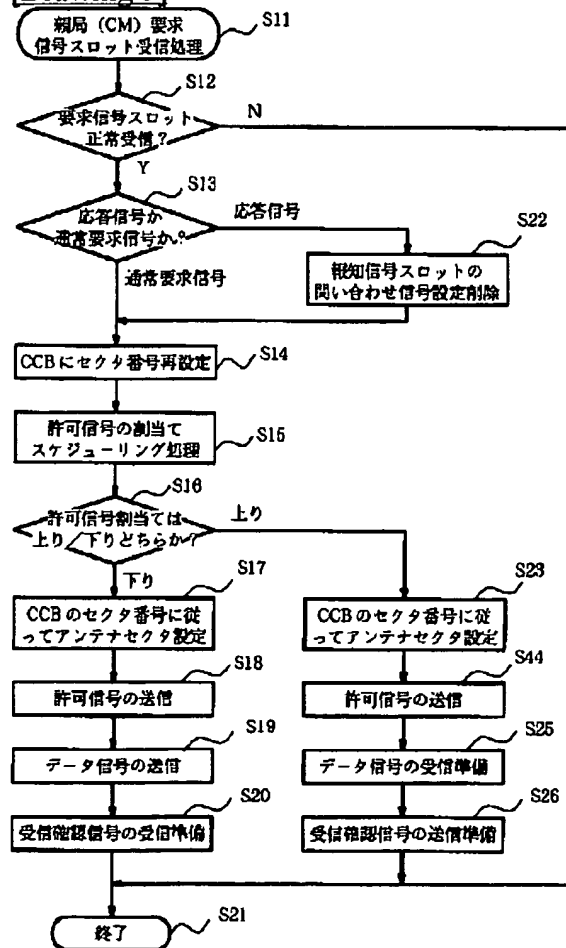 親局（CM）要求
信号スロット受信処理
S11
S12
要求信号スロット
正常受信？
N
Y
S13
応答信号か
通常要求信号か？
応答信号
S22
報知信号スロットの
問い合わせ信号設定削除
通常要求信号
CCBにセクタ番号再設定
S14
許可信号の割当て
スケジューリング処理
S15
S16
許可信号割当ては
上り／下りどちらか？
上り
下り
S17
CCBのセクタ番号に従
ってアンテナセクタ設定
S23
CCBのセクタ番号に従
ってアンテナセクタ設定
S18
許可信号の送信
S44
許可信号の送信
S19
データ信号の送信
S25
データ信号の受信準備
S20
受信確認信号の受信準備
S26
受信確認信号の送信準備
終了
S21